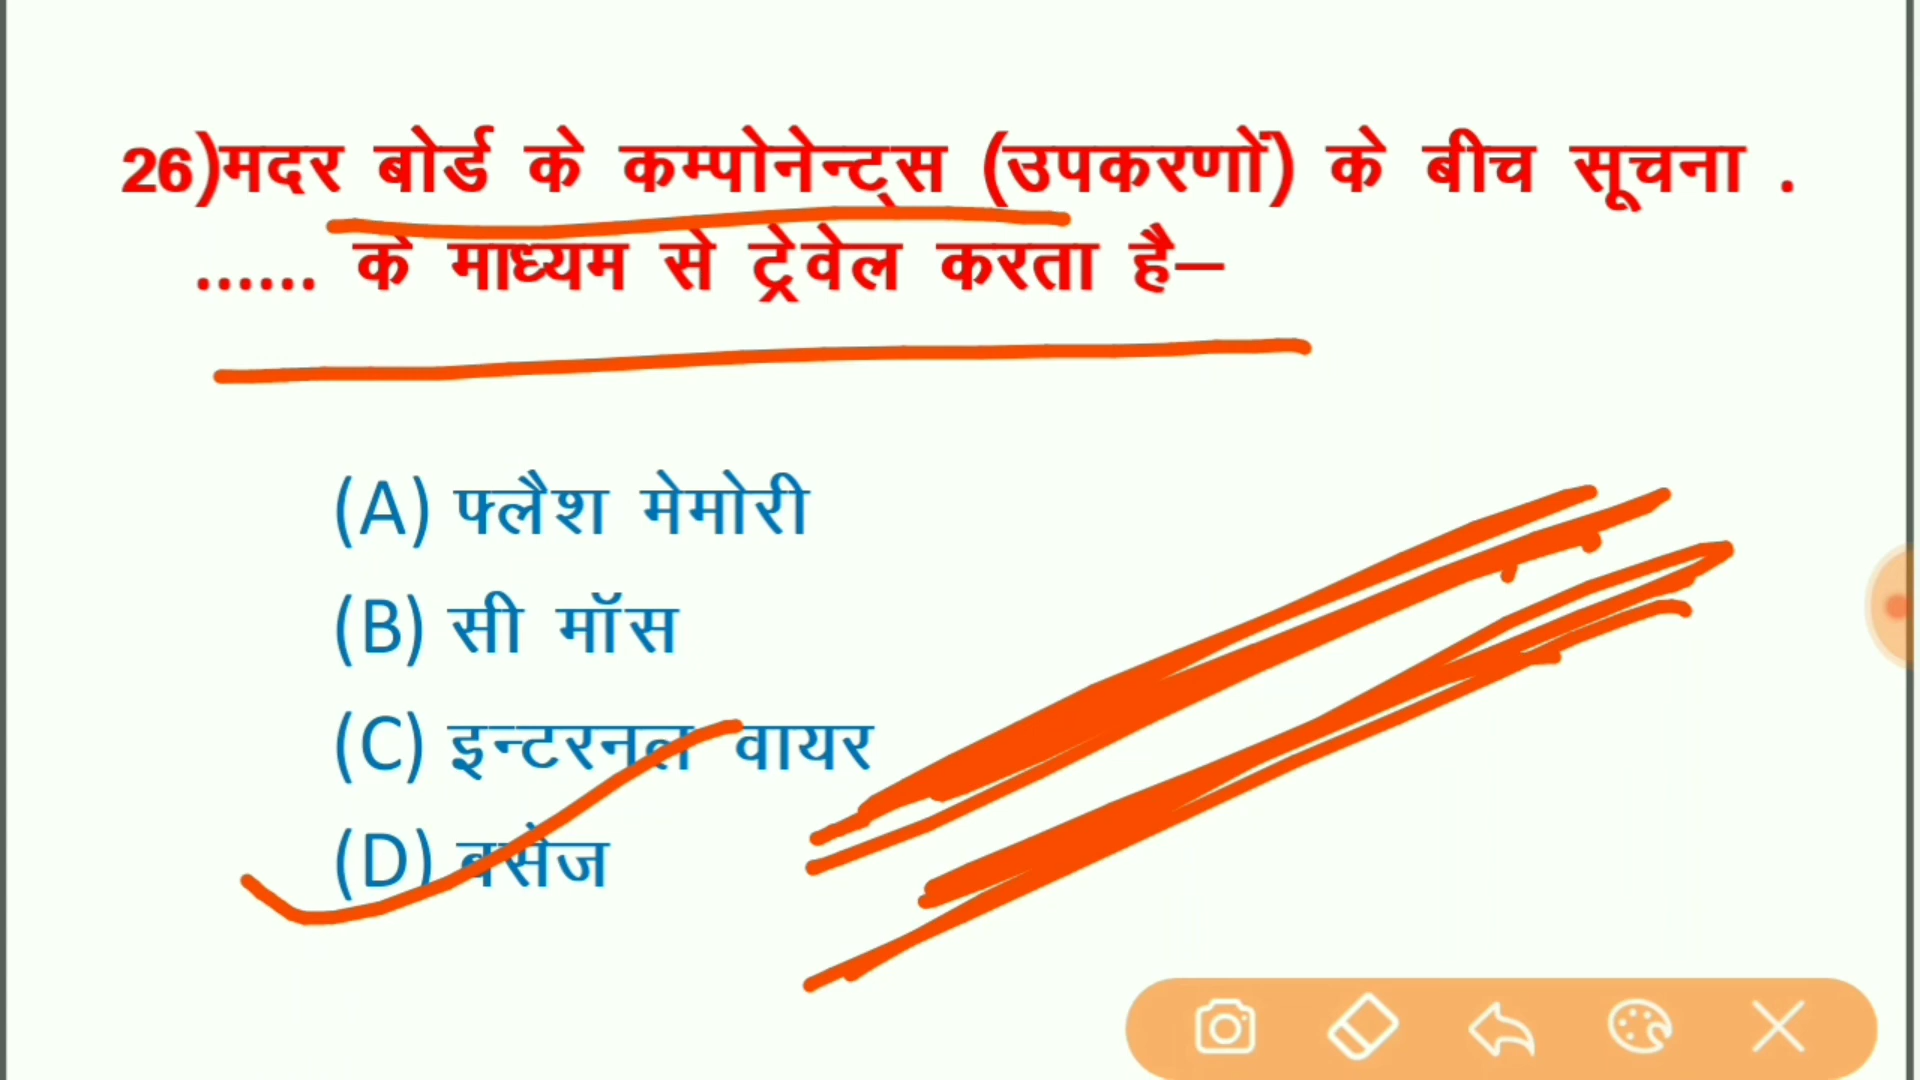 26)मदर बोर्ड के कम्पोनेन्ट्स (उपकरणों) के बीच सूचना .
...... के माध्यम से ट्रेवेल करता है—
(A) फ्लैश मेमोरी
(B) सी मॉस
(C) इन्टरनल वायर
(D) बसेज